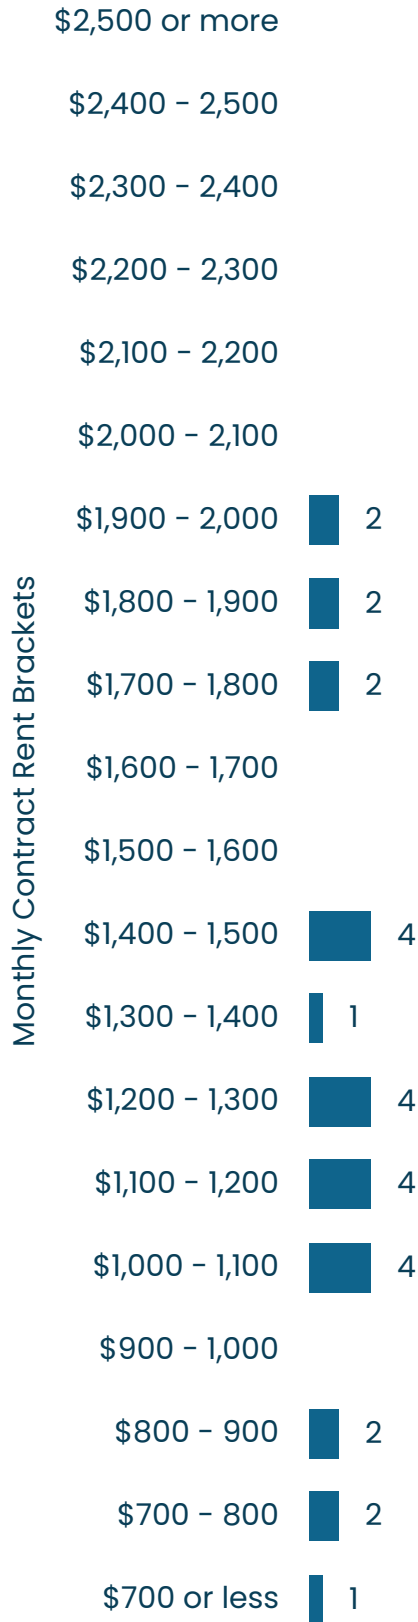 $2,500 or more
$2,400 - 2,500
$2,300 - 2,400
$2,200 - 2,300
$2,100 - 2,200
$2,000 - 2,100
$1,900 - 2,000 2
$1,800 - 1,900 2
$1,700 - 1,800 2
$1,600 - 1,700
$1,500 - 1,600
$1,400 - 1,500 4
$1,300 - 1,400 1
$1,200 - 1,300 4
$1,100 - 1,200 4
$1,000 - 1,100 4
$900 - 1,000
$800 - 900 2
$700 - 800 2
$700 or less 1
Monthly Contract Rent Brackets